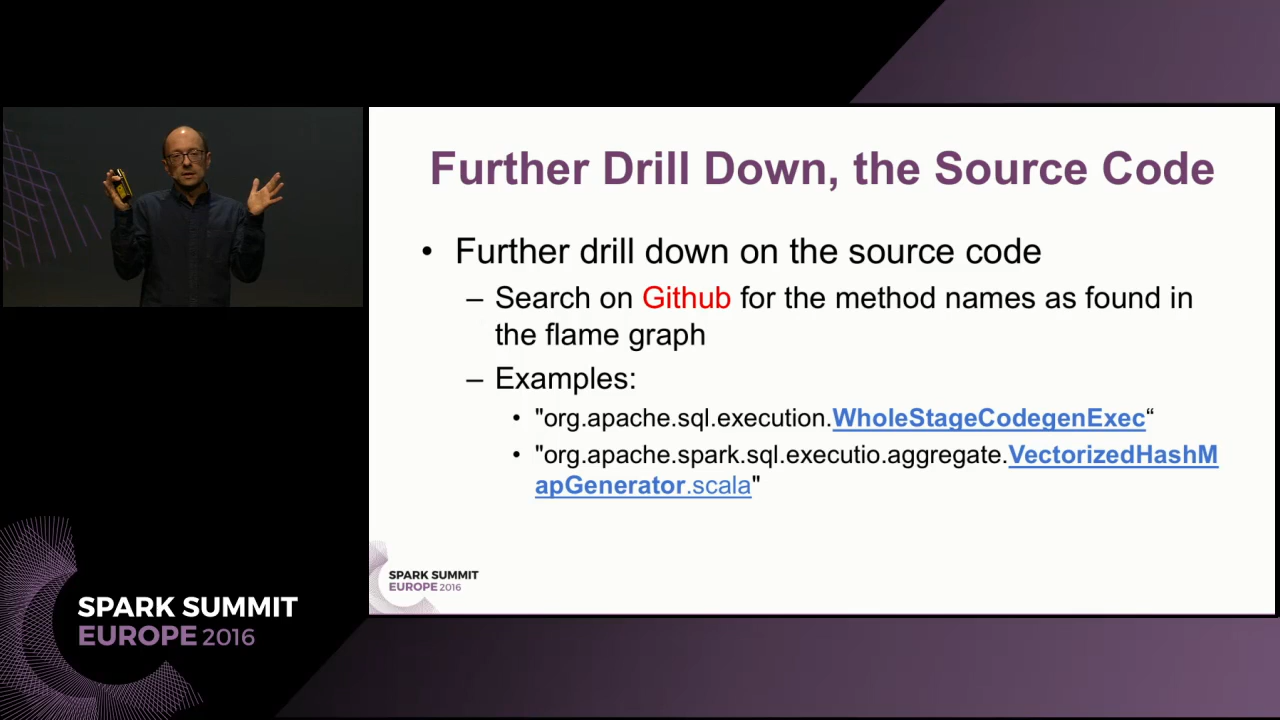 Further Drill Down, the Source Code
• Further drill down on the source code
– Search on Github for the method names as found in
the flame graph
– Examples:
• "org.apache.sql.execution.WholeStageCodegenExec“
• "org.apache.spark.sql.executio.aggregate.VectorizedHashM
apGenerator.scala"
SPARK SUMMIT
EUROPE 2016
SPARK SUMMIT
EUROPE 2016